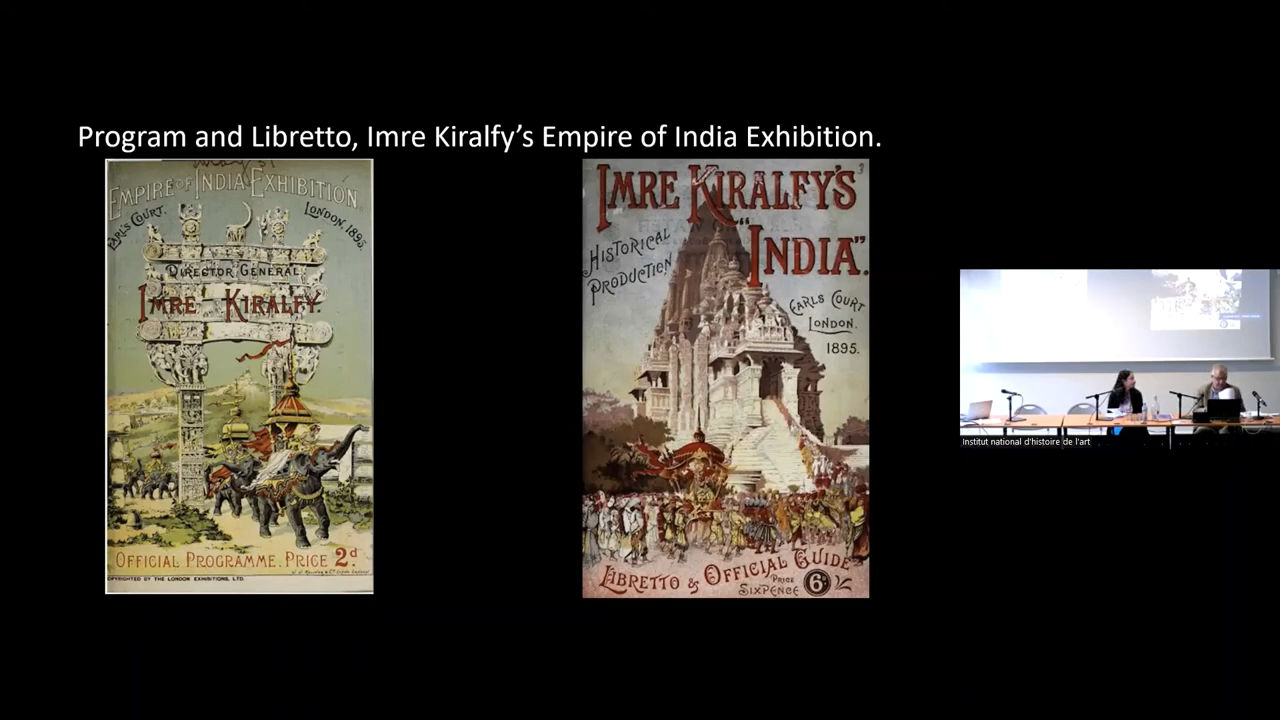 Program and Libretto, Imre Kiralfy’s Empire of India Exhibition.
EMPIRE OF INDIA EXHIBITION
EARL'S COURT.
LONDON, 1895
DIRECTOR GENERAL:
IMRE KIRALFY.
OFFICIAL PROGRAMME. PRICE 2d.
COPYRIGHTED BY THE LONDON EXHIBITIONS, LTD.
IMRE KIRALFY'S
"INDIA".
HISTORICAL
PRODUCTION
EARLS COURT
LONDON.
1895.
LIBRETTO & OFFICIAL GUIDE
PRICE
SIXPENCE
6D
Institut national d'histoire de l'art